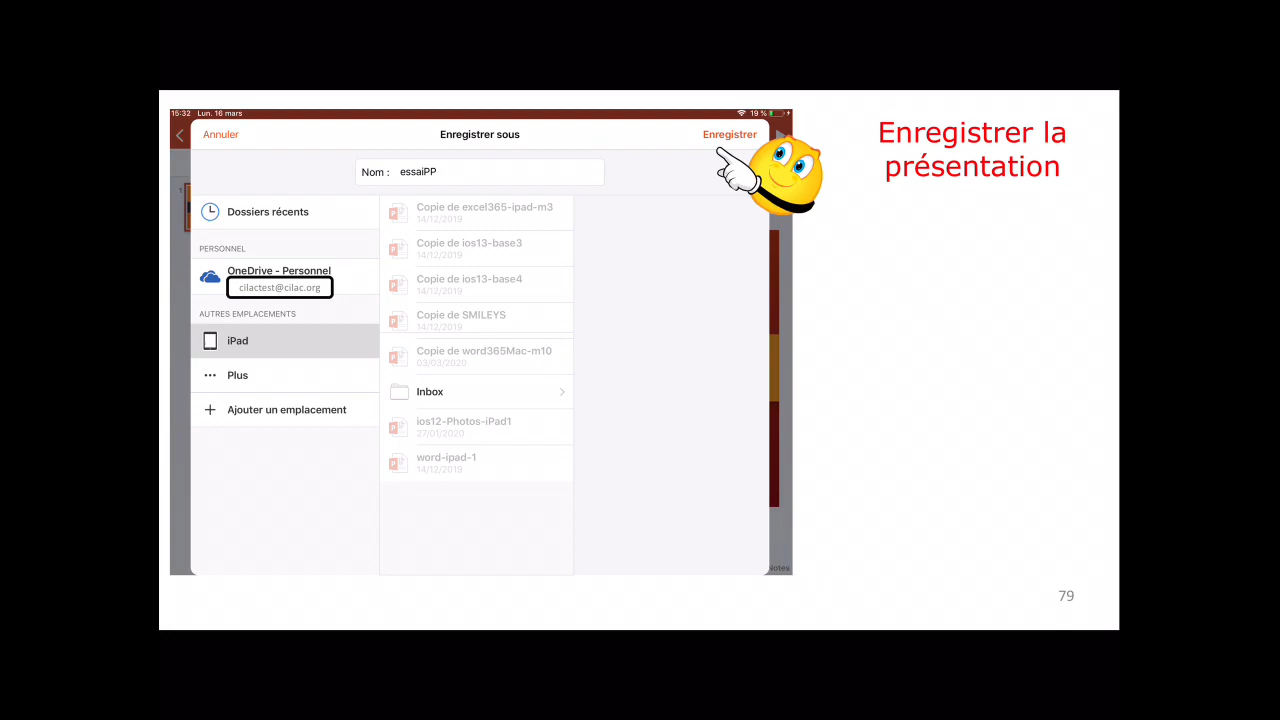 15:32 Lun. 16 mars
19 %
Annuler
Enregistrer sous
Enregistrer
Nom : essaiPP
Dossiers récents
PERSONNEL
OneDrive - Personnel
cilactest@cilac.org
AUTRES EMPLACEMENTS
iPad
Plus
Ajouter un emplacement
Copie de excel365-ipad-m3
14/12/2019
Copie de ios13-base3
14/12/2019
Copie de ios13-base4
14/12/2019
Copie de SMILEYS
14/12/2019
Copie de word365Mac-m10
03/03/2020
Inbox
ios12-Photos-iPad1
27/01/2020
word-ipad-1
14/12/2019
1
Notes
Enregistrer la
présentation
79